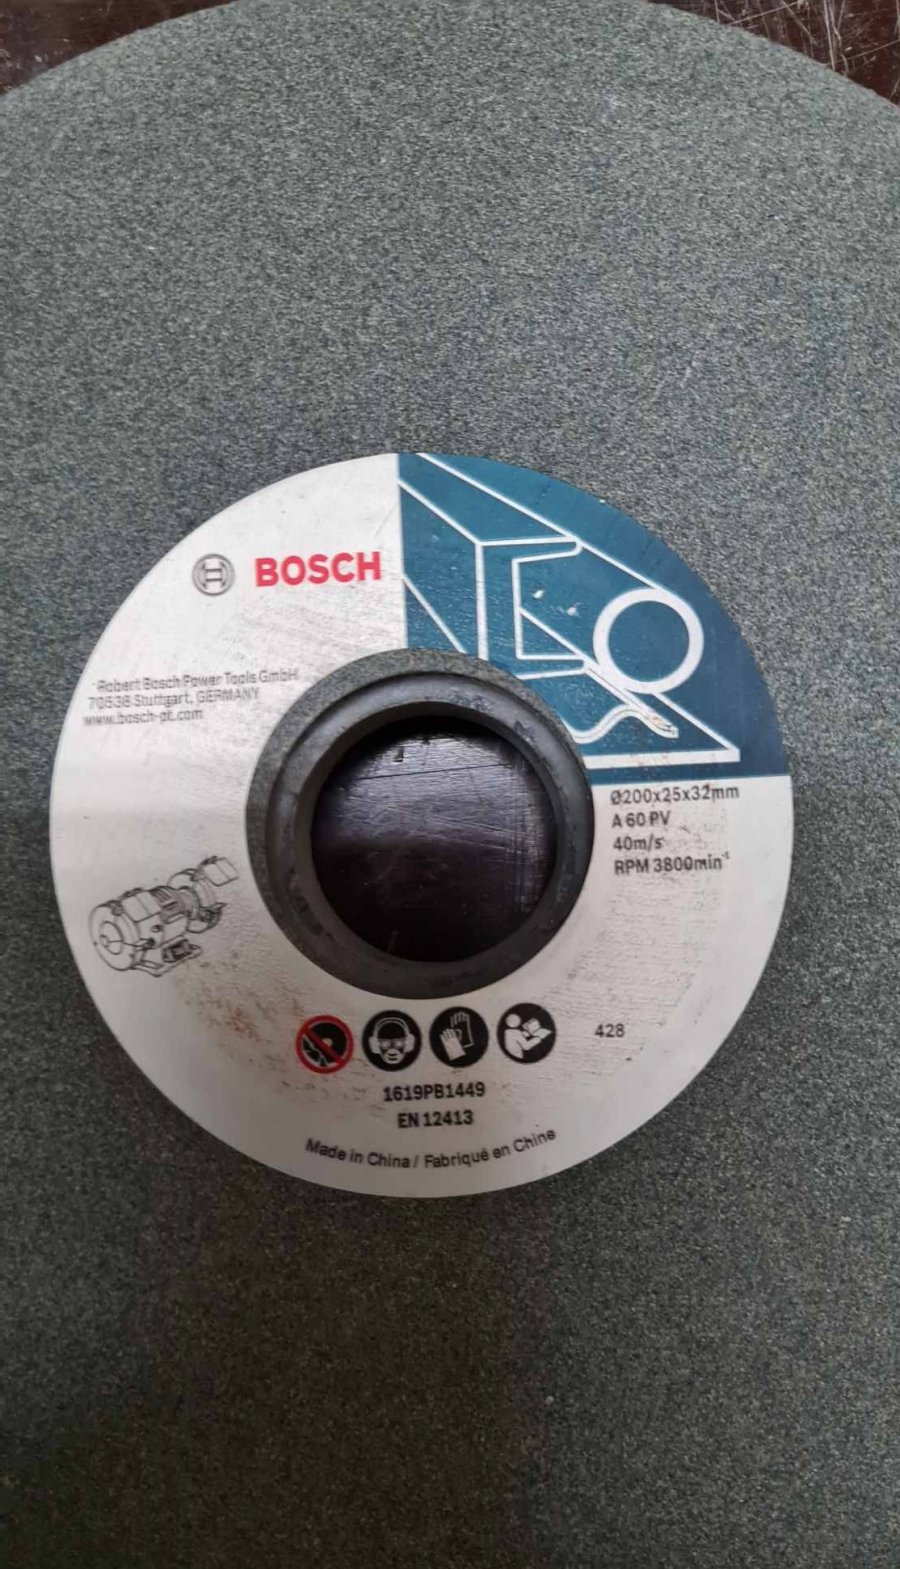 BOSCH
Robert Bosch Power Tools GmbH
70538 Stuttgart, GERMANY
www.bosch-pt.com
Ø200x25x32mm
A 60 PV
40m/s
RPM 3800min⁻¹
428
1619PB1449
EN 12413
Made in China / Fabriqué en Chine